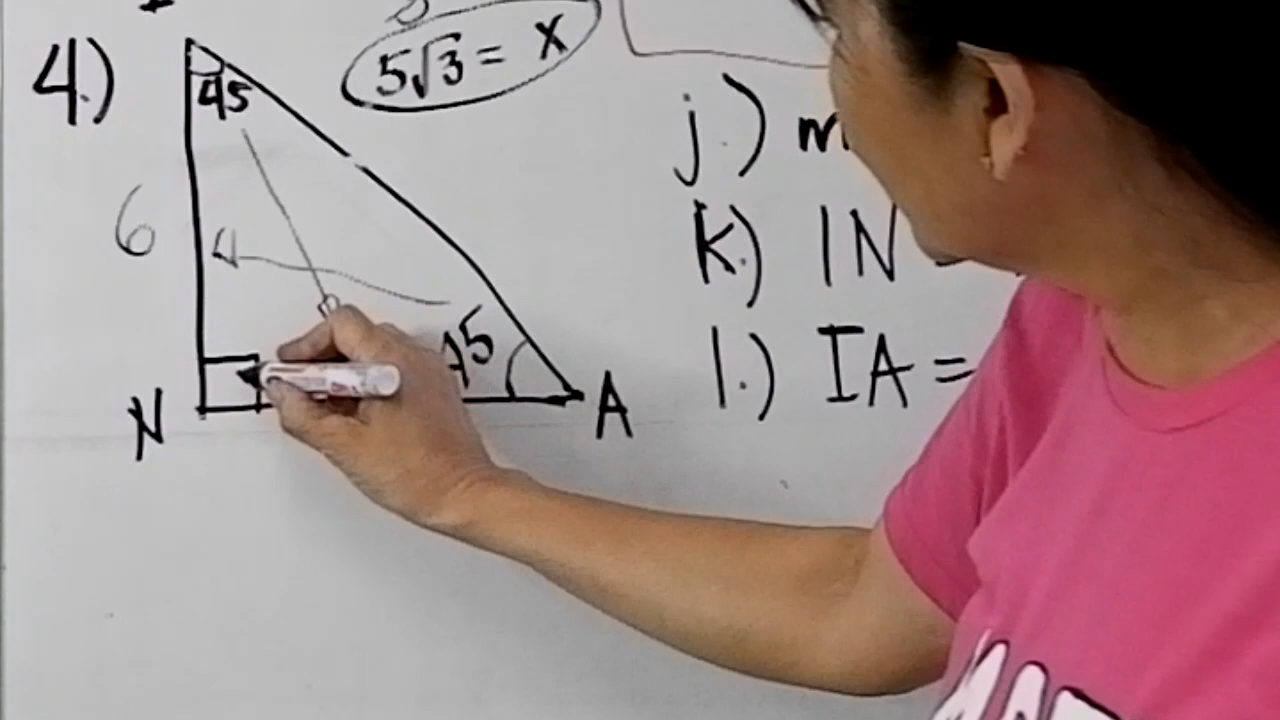 4.)
45
5√3 = x
6
45
N
A
j.) m
k.) IN =
l.) IA =